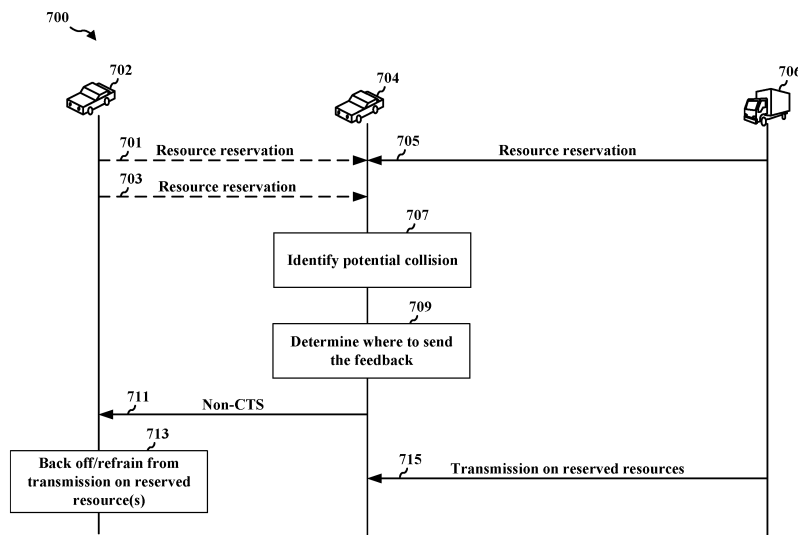 700
702
704
706
701
Resource reservation
705
Resource reservation
703
Resource reservation
707
Identify potential collision
709
Determine where to send
the feedback
711
Non-CTS
713
Back off/refrain from
transmission on reserved
resource(s)
715
Transmission on reserved resources